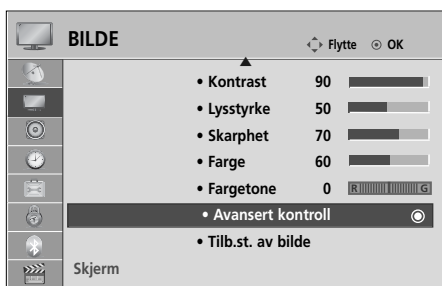 BILDE
Flytte OK
• Kontrast 90
• Lysstyrke 50
• Skarphet 70
• Farge 60
• Fargetone 0 R G
• Avansert kontroll
• Tilb.st. av bilde
Skjerm